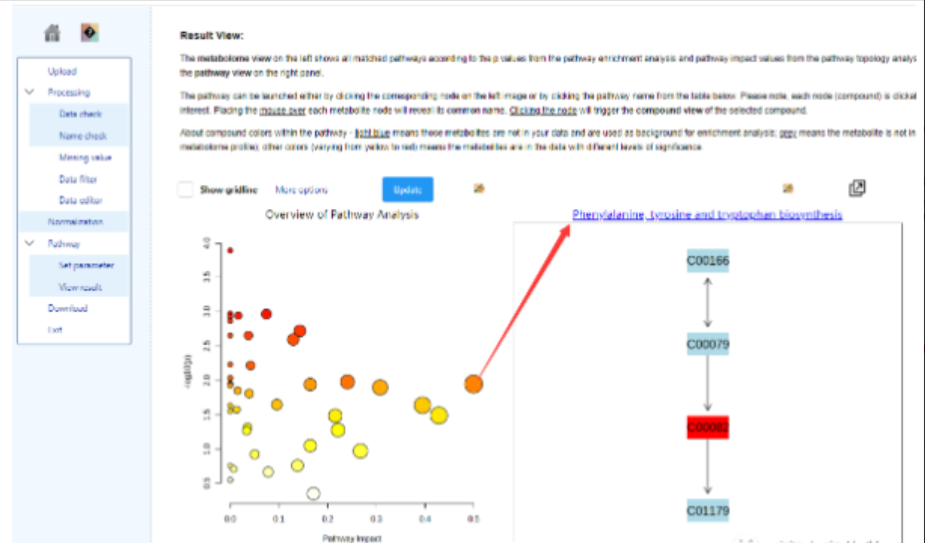 Result View:
The metabolome view on the left shows all matched pathways according to the p values from the pathway enrichment analysis and pathway impact values from the pathway topology analys
the pathway view on the right panel.
The pathway can be launched either by clicking the corresponding node on the left image or by clicking the pathway name from the table below. Please note, each node (compound) is clickal
interest. Placing the mouse over each metabolite node will reveal its common name. Clicking the node will trigger the compound view of the selected compound.
About compound colors within the pathway - light blue means those metabolites are not in your data and are used as background for enrichment analysis; grey means the metabolite is not in
metabolome profile; other colors (varying from yellow to red) means the metabolites are in the data with different levels of significance.
Upload
Processing
Data check
Name check
Missing value
Data filter
Data editor
Normalization
Pathway
Set parameter
View result
Download
Exit
Show gridline More options Update
Overview of Pathway Analysis
Phenylalanine, tyrosine and tryptophan biosynthesis
-log10(p)
4.0
3.5
3.0
2.5
2.0
1.5
1.0
0.5
0.0 0.1 0.2 0.3 0.4 0.5
Pathway Impact
C00166
C00079
C00082
C01179